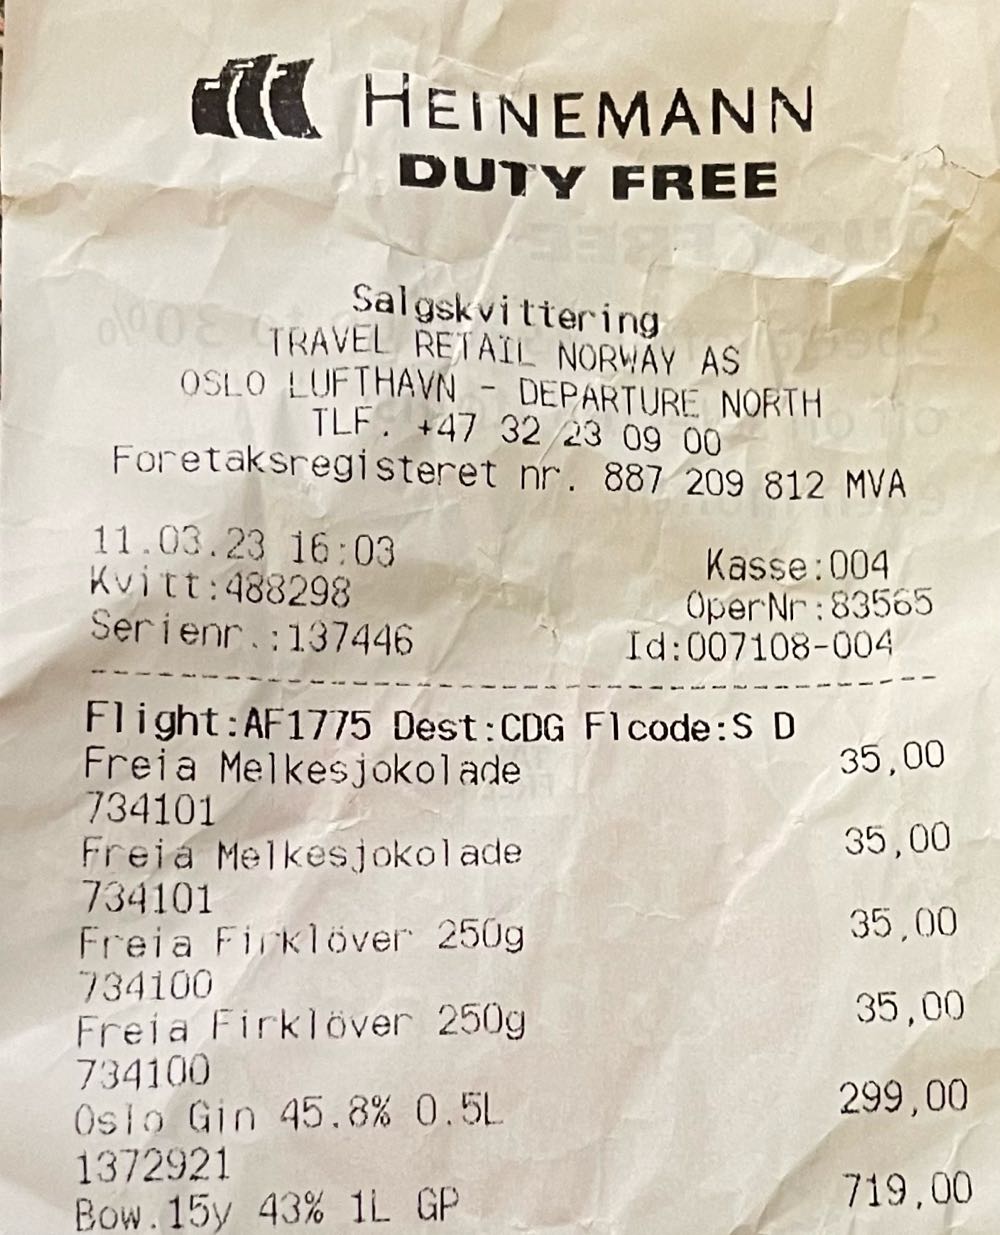 HEINEMANN
DUTY FREE
Salgskvittering
TRAVEL RETAIL NORWAY AS
OSLO LUFTHAVN - DEPARTURE NORTH
TLF. +47 32 23 09 00
Foretaksregisteret nr. 887 209 812 MVA
11.03.23 16:03 Kasse:004
Kvitt:488298 OperNr:83565
Serienr.:137446 Id:007108-004
Flight:AF1775 Dest:CDG Flcode:S D
Freia Melkesjokolade 35,00
734101
Freia Melkesjokolade 35,00
734101
Freia Firklöver 250g 35,00
734100
Freia Firklöver 250g 35,00
734100
Oslo Gin 45.8% 0.5L 299,00
1372921
Bow.15y 43% 1L GP 719,00